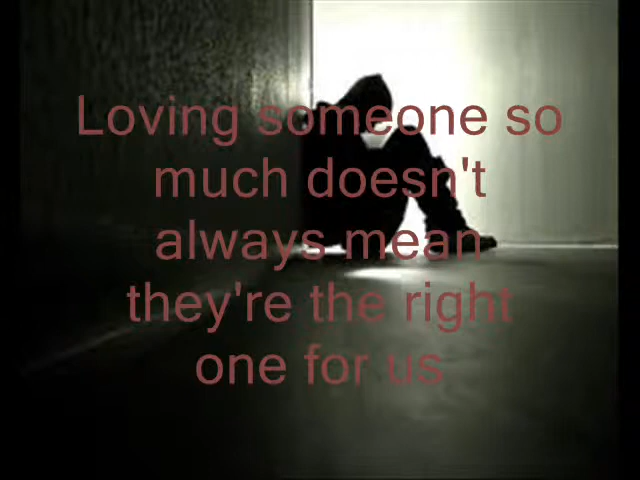 Loving someone so
much doesn't
always mean
they're the right
one for us